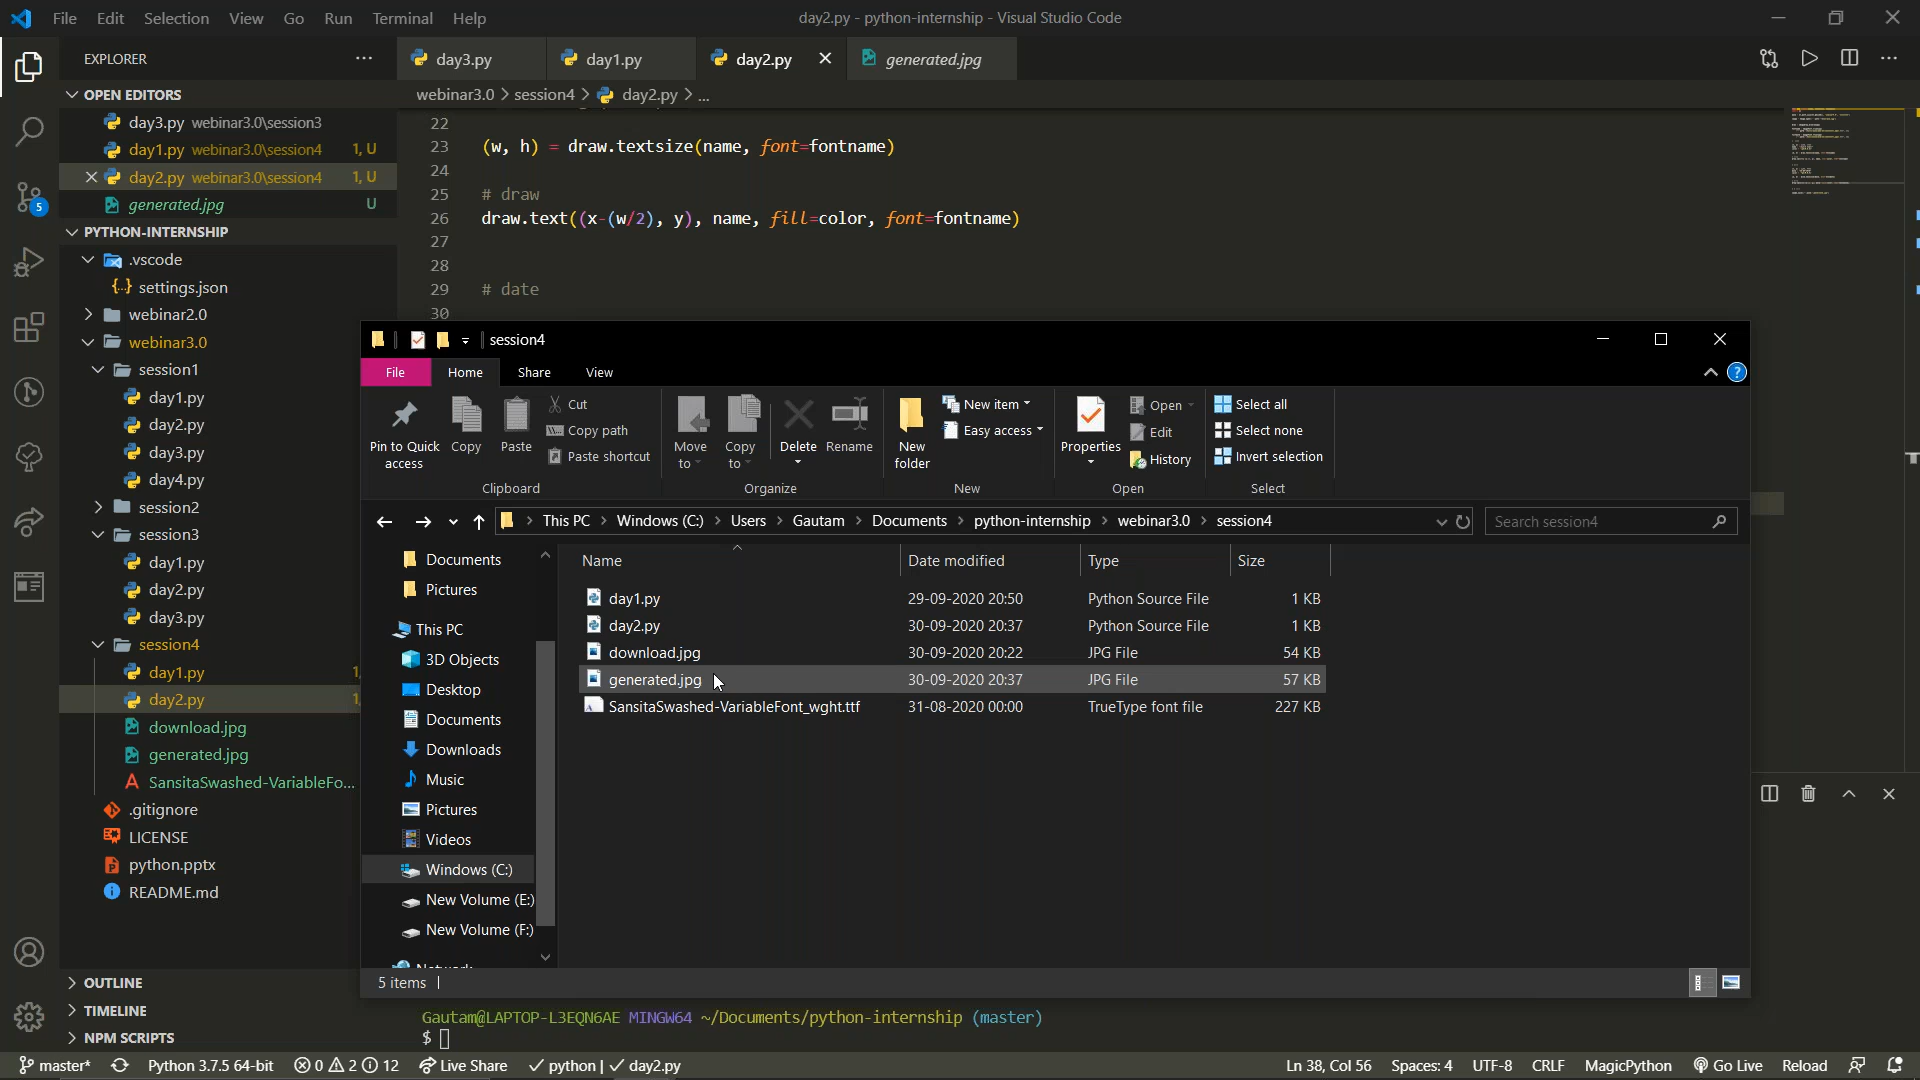 File Edit Selection View Go Run Terminal Help
day2.py - python-internship - Visual Studio Code
EXPLORER
day3.py
day1.py
day2.py
generated.jpg
OPEN EDITORS
day3.py webinar3.0\session3
day1.py webinar3.0\session4 1, U
day2.py webinar3.0\session4 1, U
generated.jpg U
PYTHON-INTERNSHIP
.vscode
settings.json
webinar2.0
webinar3.0
session1
day1.py
day2.py
day3.py
day4.py
session2
session3
day1.py
day2.py
day3.py
session4
day1.py 1,
day2.py 1,
download.jpg
generated.jpg
SansitaSwashed-VariableFo...
.gitignore
LICENSE
python.pptx
README.md
OUTLINE
TIMELINE
NPM SCRIPTS
5
webinar3.0 > session4 > day2.py > ...
22
23 (w, h) = draw.textsize(name, font=fontname)
24
25 # draw
26 draw.text((x-(w/2), y), name, fill=color, font=fontname)
27
28
29 # date
30
session4
File Home Share View
Pin to Quick access
Copy
Paste
Cut
Copy path
Paste shortcut
Clipboard
Move to
Copy to
Delete
Rename
Organize
New folder
New item
Easy access
New
Properties
Open
Edit
History
Open
Select all
Select none
Invert selection
Select
This PC > Windows (C:) > Users > Gautam > Documents > python-internship > webinar3.0 > session4
Search session4
Documents
Pictures
This PC
3D Objects
Desktop
Documents
Downloads
Music
Pictures
Videos
Windows (C:)
New Volume (E:)
New Volume (F:)
Name Date modified Type Size
day1.py 29-09-2020 20:50 Python Source File 1 KB
day2.py 30-09-2020 20:37 Python Source File 1 KB
download.jpg 30-09-2020 20:22 JPG File 54 KB
generated.jpg 30-09-2020 20:37 JPG File 57 KB
SansitaSwashed-VariableFont_wght.ttf 31-08-2020 00:00 TrueType font file 227 KB
5 items
Gautam@LAPTOP-L3EQN6AE MINGW64 ~/Documents/python-internship (master)
$
master* Python 3.7.5 64-bit 0 2 12 Live Share python | day2.py
Ln 38, Col 56 Spaces: 4 UTF-8 CRLF MagicPython Go Live Reload